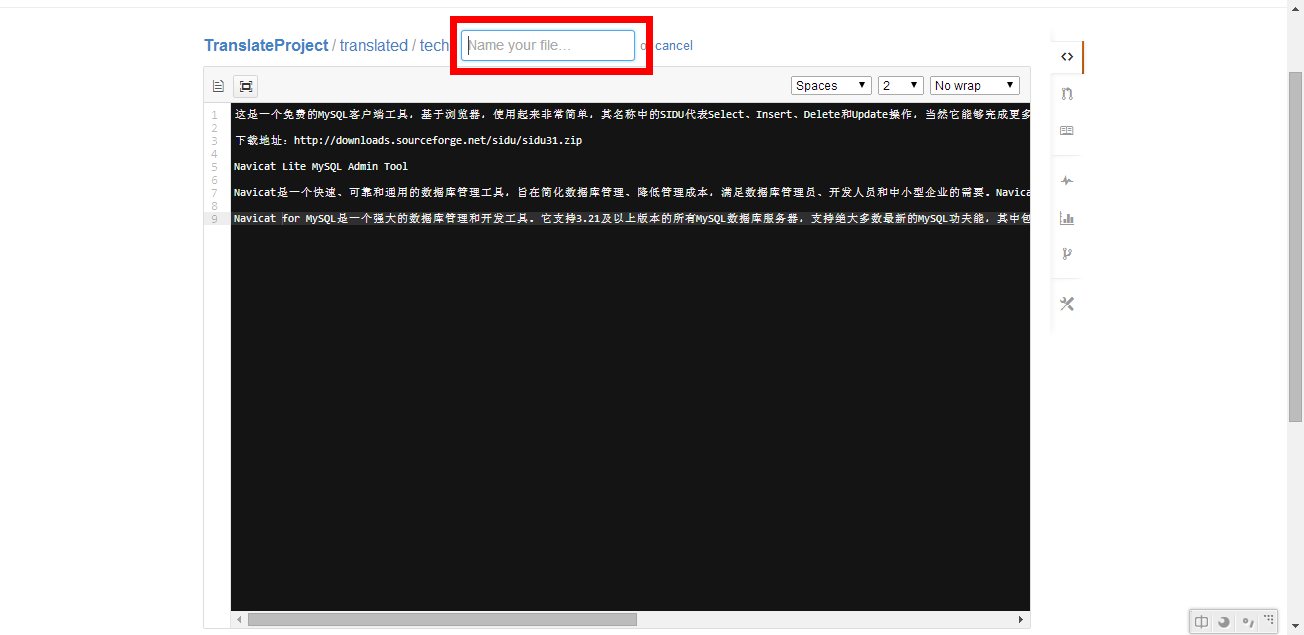 TranslateProject / translated / tech Name your file... or cancel
Spaces 2 No wrap
1 这是一个免费的MySQL客户端工具，基于浏览器，使用起来非常简单，其名称中的SIDU代表Select、Insert、Delete和Update操作，当然它能够完成更多
2
3 下载地址：http://downloads.sourceforge.net/sidu/sidu31.zip
4
5 Navicat Lite MySQL Admin Tool
6
7 Navicat是一个快速、可靠和通用的数据库管理工具，旨在简化数据库管理、降低管理成本，满足数据库管理员、开发人员和中小型企业的需要。Navica
8
9 Navicat for MySQL是一个强大的数据库管理和开发工具。它支持3.21及以上版本的所有MySQL数据库服务器，支持绝大多数最新的MySQL功夫能，其中包